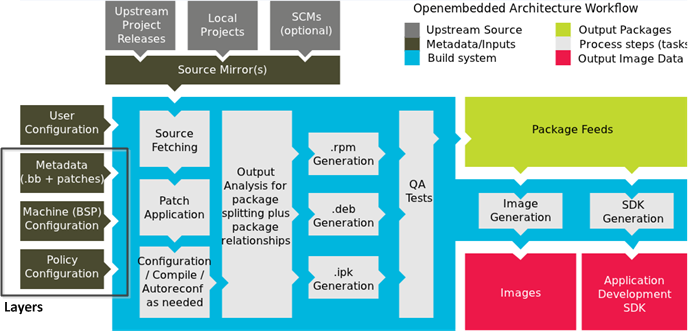 Openembedded Architecture Workflow
Upstream
Project
Releases
Local
Projects
SCMs
(optional)
Upstream Source
Metadata/Inputs
Build system
Output Packages
Process steps (tasks
Output Image Data
Source Mirror(s)
User
Configuration
Metadata
(.bb + patches)
Machine (BSP)
Configuration
Policy
Configuration
Layers
Source
Fetching
Patch
Application
Configuration
/ Compile /
Autoreconf
as needed
Output
Analysis for
package
splitting plus
package
relationships
.rpm
Generation
.deb
Generation
.ipk
Generation
QA
Tests
Package Feeds
Image
Generation
SDK
Generation
Images
Application
Development
SDK